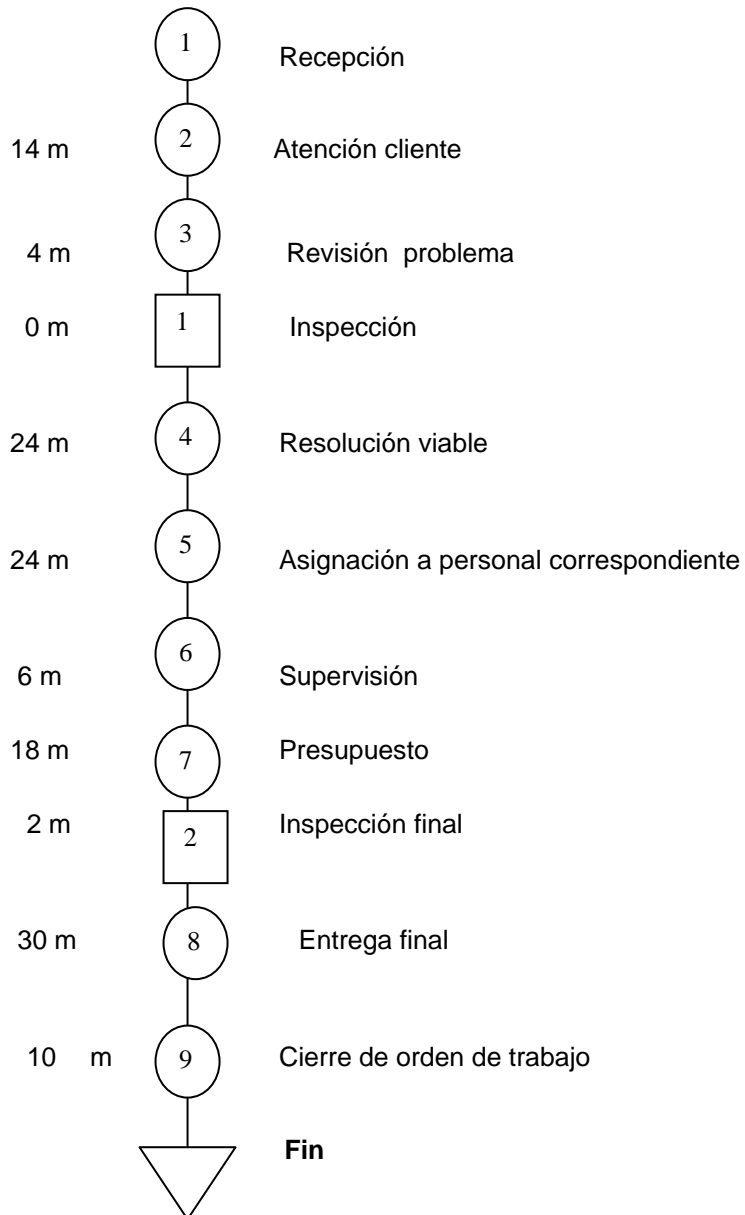 1 Recepción
14 m 2 Atención cliente
4 m 3 Revisión problema
0 m 1 Inspección
24 m 4 Resolución viable
24 m 5 Asignación a personal correspondiente
6 m 6 Supervisión
18 m 7 Presupuesto
2 m 2 Inspección final
30 m 8 Entrega final
10 m 9 Cierre de orden de trabajo
Fin